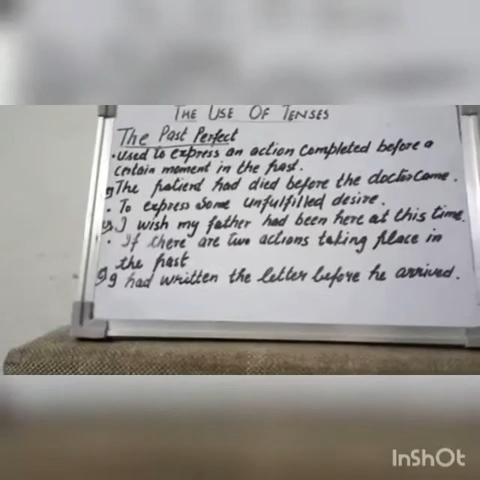 THE USE OF TENSES
The Past Perfect
• Used to express an action completed before a
certain moment in the past.
eg The patient had died before the doctor came.
• To express some unfulfilled desire.
eg I wish my father had been here at this time.
• If there are two actions taking place in
the past
eg I had written the letter before he arrived.
InShOt